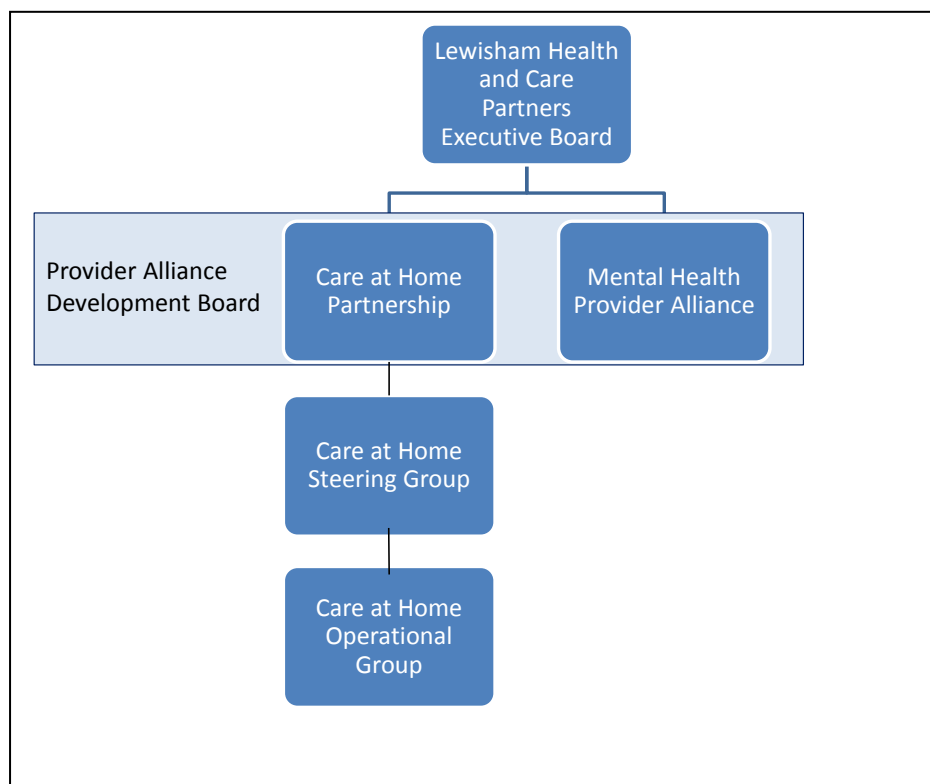 Lewisham Health
and Care
Partners
Executive Board
Provider Alliance
Development Board
Care at Home
Partnership
Mental Health
Provider Alliance
Care at Home
Steering Group
Care at Home
Operational
Group